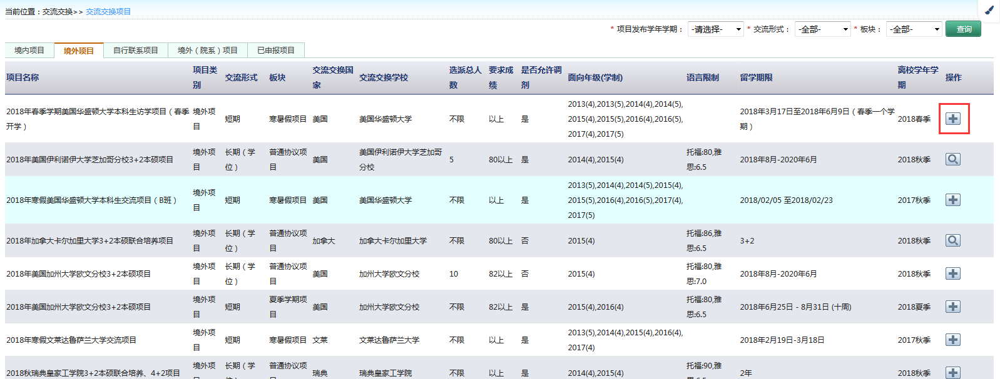 当前位置：交流交换>> 交流交换项目
* 项目发布学年学期： -请选择- * 交流形式： -全部- * 板块： -全部- 查询
境内项目 境外项目 自行联系项目 境外（院系）项目 已申报项目
项目名称 项目类别 交流形式 板块 交流交换国家 交流交换学校 选派总人数 要求成绩 是否允许调剂 面向年级(学制) 语言限制 留学期限 离校学年学期 操作
2018年春季学期美国华盛顿大学本科生访学项目（春季开学） 境外项目 短期 寒暑假项目 美国 美国华盛顿大学 不限 以上 是 2013(4),2013(5),2014(4),2014(5),2015(4),2015(5),2016(4),2016(5),2017(4),2017(5) 2018年3月17日至2018年6月9日（春季一个学期） 2018春季
2018年美国伊利诺伊大学芝加哥分校3+2本硕项目 境外项目 长期（学位） 普通协议项目 美国 美国伊利诺伊大学芝加哥分校 5 80以上 是 2014(4),2015(4) 托福:80,雅思:6.5 2018年8月-2020年6月 2018秋季
2018年寒假美国华盛顿大学本科生交流项目（B班） 境外项目 短期 寒暑假项目 美国 美国华盛顿大学 不限 以上 是 2013(5),2014(4),2014(5),2015(4),2015(5),2016(4),2016(5),2017(4),2017(5) 2018/02/05 至2018/02/23 2017秋季
2018年加拿大卡尔加里大学3+2本硕联合培养项目 境外项目 长期（学位） 普通协议项目 加拿大 加拿大卡尔加里大学 不限 80以上 否 2015(4) 托福:86,雅思:6.5 3+2 2018秋季
2018年美国加州大学欧文分校3+2本硕项目 境外项目 长期（学位） 普通协议项目 美国 加州大学欧文分校 10 82以上 否 2015(4) 托福:80,雅思:7.0 2018年8月-2020年6月 2018秋季
2018年美国加州大学欧文分校3+2本硕项目 境外项目 短期 夏季学期项目 美国 加州大学欧文分校 不限 82以上 是 2015(4),2016(4) 托福:80,雅思:6.5 2018年6月25日 - 8月31日 (十周) 2018夏季
2018年寒假文莱达鲁萨兰大学交流项目 境外项目 短期 寒暑假项目 文莱 文莱达鲁萨兰大学 不限 以上 是 2013(5),2014(4),2015(4),2016(4),2017(4) 2018年2月19日-3月18日 2017秋季
2018秋瑞典皇家工学院3+2本硕联合培养、4+2项目 境外项 长期（学 普通协议项 瑞典 瑞典皇家工学院 不限 以上 是 2014(4),2015(4) 托福:90,雅 2年 2018秋季